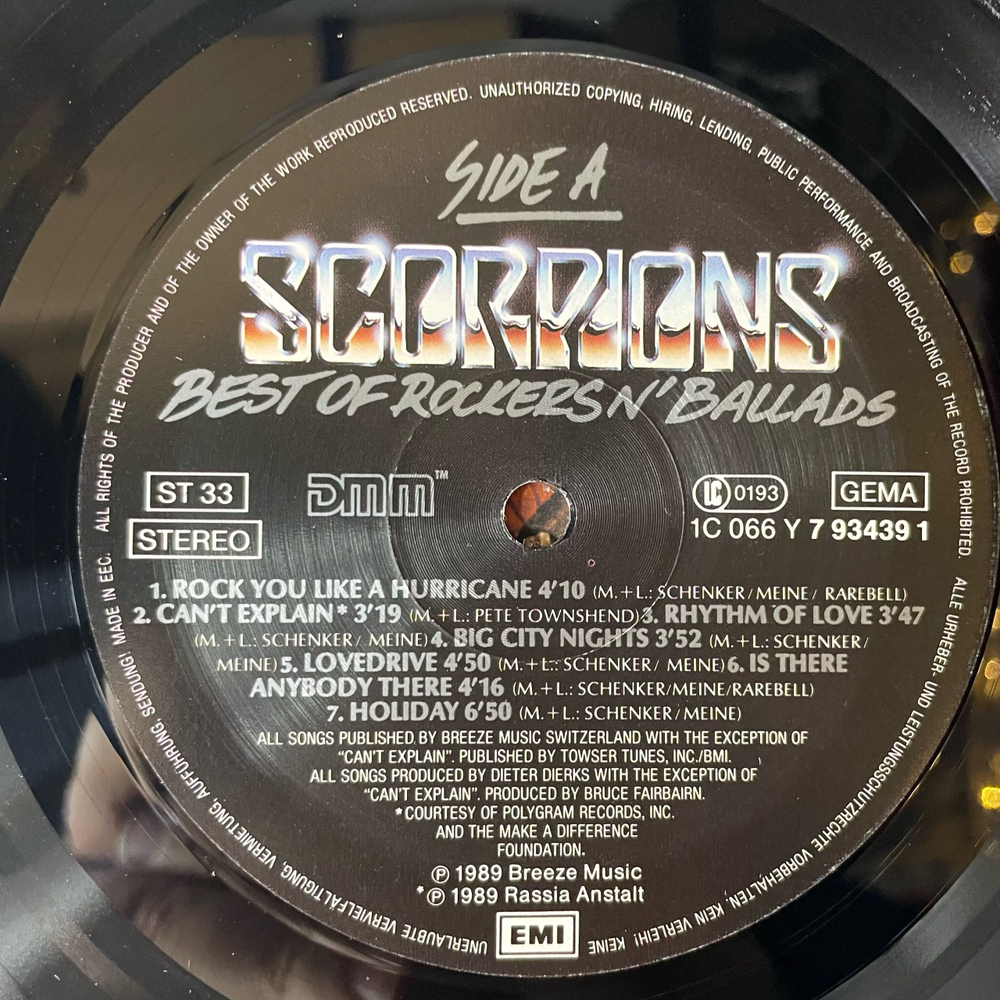 ALL RIGHTS OF THE PRODUCER AND OF THE OWNER OF THE WORK REPRODUCED RESERVED. UNAUTHORIZED COPYING, HIRING, LENDING, PUBLIC PERFORMANCE AND BROADCASTING OF THE RECORD PROHIBITED.
SIDE A
SCORPIONS
BEST OF ROCKERS N' BALLADS
ST 33
STEREO
DMM™
LC 0193
GEMA
1C 066 Y 7 93439 1
1. ROCK YOU LIKE A HURRICANE 4'10 (M.+L.: SCHENKER/MEINE/ RAREBELL)
2. CAN'T EXPLAIN* 3'19 (M.+L.: PETE TOWNSHEND) 3. RHYTHM OF LOVE 3'47
(M.+L.: SCHENKER/ MEINE) 4. BIG CITY NIGHTS 3'52 (M.+L.: SCHENKER/
MEINE) 5. LOVEDRIVE 4'50 (M.+L.: SCHENKER/ MEINE) 6. IS THERE
ANYBODY THERE 4'16 (M.+L.: SCHENKER/MEINE/RAREBELL)
7. HOLIDAY 6'50 (M.+L.: SCHENKER/MEINE)
ALL SONGS PUBLISHED BY BREEZE MUSIC SWITZERLAND WITH THE EXCEPTION OF
"CAN'T EXPLAIN". PUBLISHED BY TOWSER TUNES, INC./BMI.
ALL SONGS PRODUCED BY DIETER DIERKS WITH THE EXCEPTION OF
"CAN'T EXPLAIN". PRODUCED BY BRUCE FAIRBAIRN.
*COURTESY OF POLYGRAM RECORDS, INC.
AND THE MAKE A DIFFERENCE
FOUNDATION.
℗ 1989 Breeze Music
*℗ 1989 Rassia Anstalt
EMI
ALLE URHEBER- UND LEISTUNGSSCHUTZRECHTE VORBEHALTEN. KEIN VERLEIH! KEINE UNERLAUBTE VERVIELFÄLTIGUNG, VERMIETUNG, AUFFÜHRUNG, SENDUNG! MADE IN EEC.